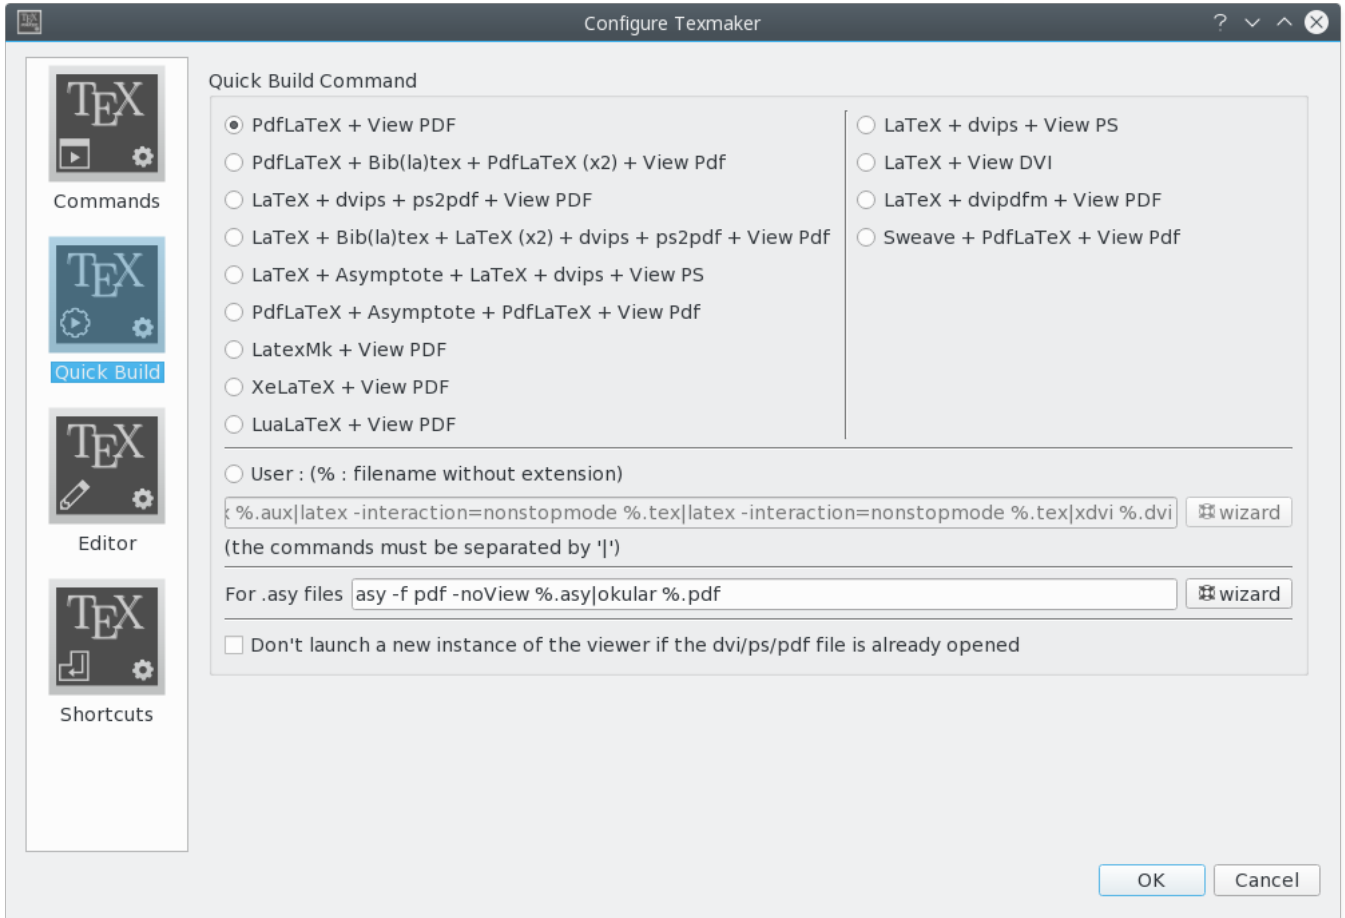 Configure Texmaker
TEX
Commands
TEX
Quick Build
TEX
Editor
TEX
Shortcuts
Quick Build Command
PdfLaTeX + View PDF
PdfLaTeX + Bib(la)tex + PdfLaTeX (x2) + View Pdf
LaTeX + dvips + ps2pdf + View PDF
LaTeX + Bib(la)tex + LaTeX (x2) + dvips + ps2pdf + View Pdf
LaTeX + Asymptote + LaTeX + dvips + View PS
PdfLaTeX + Asymptote + PdfLaTeX + View Pdf
LatexMk + View PDF
XeLaTeX + View PDF
LuaLaTeX + View PDF
LaTeX + dvips + View PS
LaTeX + View DVI
LaTeX + dvipdfm + View PDF
Sweave + PdfLaTeX + View Pdf
User : (% : filename without extension)
%.aux|latex -interaction=nonstopmode %.tex|latex -interaction=nonstopmode %.tex|xdvi %.dvi
wizard
(the commands must be separated by '|')
For .asy files asy -f pdf -noView %.asy|okular %.pdf
wizard
Don't launch a new instance of the viewer if the dvi/ps/pdf file is already opened
OK
Cancel